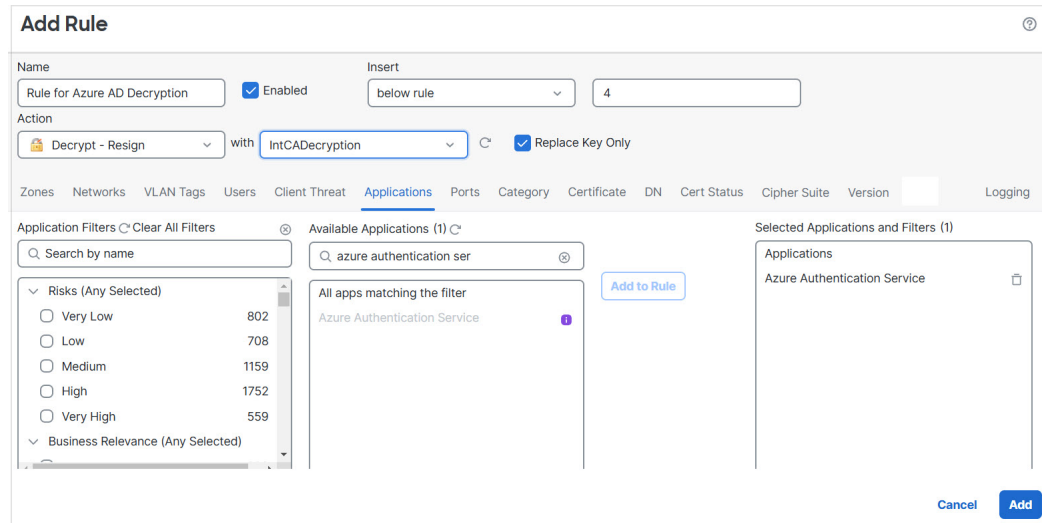 Add Rule
Name
Insert
Rule for Azure AD Decryption
Enabled
below rule
4
Action
Decrypt - Resign
with
IntCADecryption
Replace Key Only
Zones Networks VLAN Tags Users Client Threat Applications Ports Category Certificate DN Cert Status Cipher Suite Version Logging
Application Filters Clear All Filters
Available Applications (1)
Selected Applications and Filters (1)
Search by name
azure authentication ser
Applications
Risks (Any Selected)
All apps matching the filter
Add to Rule
Azure Authentication Service
Very Low 802
Azure Authentication Service
Low 708
Medium 1159
High 1752
Very High 559
Business Relevance (Any Selected)
Cancel
Add